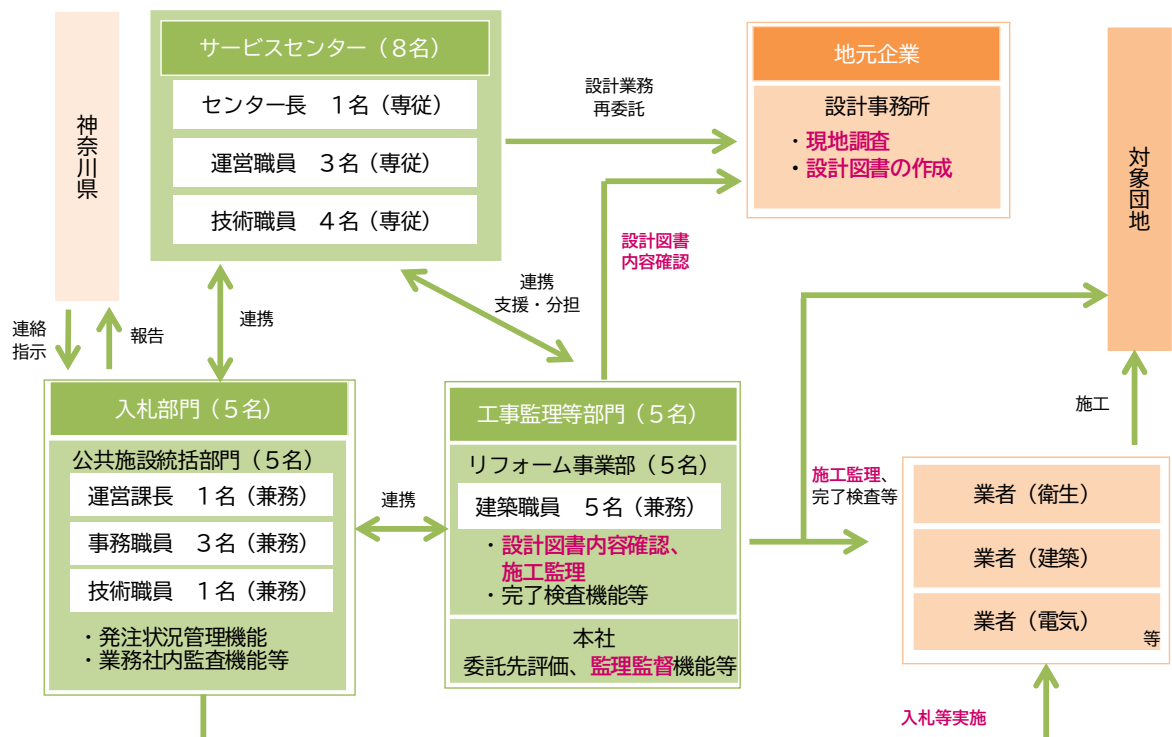 神奈川県
サービスセンター（８名）
センター長　１名（専従）
運営職員　３名（専従）
技術職員　４名（専従）
設計業務
再委託
地元企業
設計事務所
・現地調査
・設計図書の作成
対象団地
設計図書
内容確認
連携
支援・分担
連携
連絡
指示
報告
入札部門（５名）
公共施設統括部門（５名）
運営課長　１名（兼務）
事務職員　３名（兼務）
技術職員　１名（兼務）
・発注状況管理機能
・業務社内監査機能等
連携
工事監理等部門（５名）
リフォーム事業部（５名）
建築職員　５名（兼務）
・設計図書内容確認、
施工監理
・完了検査機能等
本社
委託先評価、監理監督機能等
施工監理、
完了検査等
施工
業者（衛生）
業者（建築）
業者（電気）
等
入札等実施